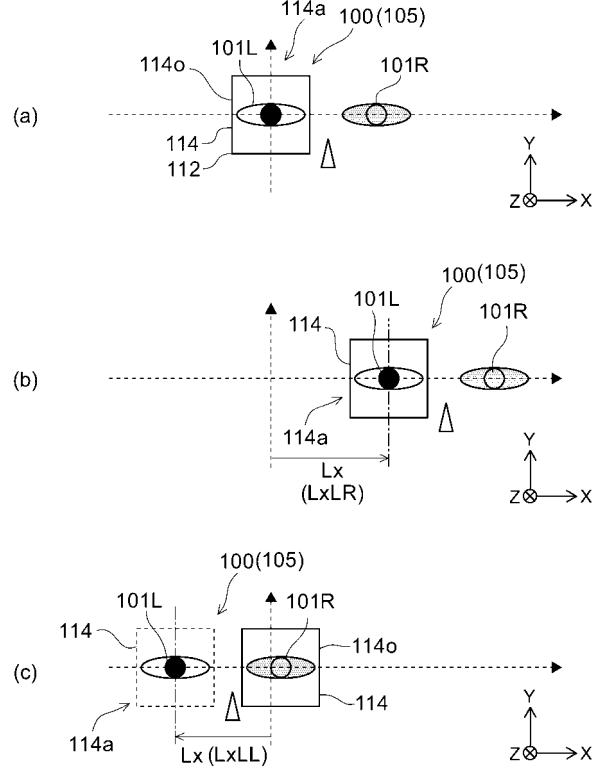 114a
100(105)
101L
101R
114o
(a)
114
112
Y
Z
X
100(105)
101L
101R
114
(b)
114a
Lx
(LxLR)
Y
Z
X
100(105)
101L
101R
114
114o
(c)
114
114a
Lx (LxLL)
Y
Z
X